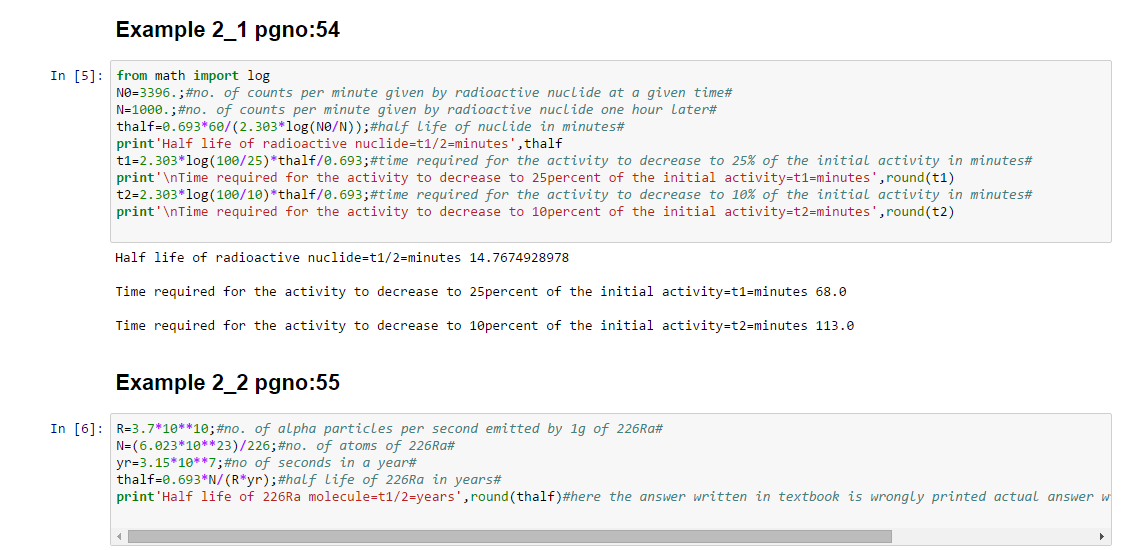 Example 2_1 pgno:54
In [5]: from math import log
N0=3396.;#no. of counts per minute given by radioactive nuclide at a given time#
N=1000.;#no. of counts per minute given by radioactive nuclide one hour later#
thalf=0.693*60/(2.303*log(N0/N));#half life of nuclide in minutes#
print'Half life of radioactive nuclide=t1/2=minutes',thalf
t1=2.303*log(100/25)*thalf/0.693;#time required for the activity to decrease to 25% of the initial activity in minutes#
print'\nTime required for the activity to decrease to 25percent of the initial activity=t1=minutes',round(t1)
t2=2.303*log(100/10)*thalf/0.693;#time required for the activity to decrease to 10% of the initial activity in minutes#
print'\nTime required for the activity to decrease to 10percent of the initial activity=t2=minutes',round(t2)
Half life of radioactive nuclide=t1/2=minutes 14.7674928978
Time required for the activity to decrease to 25percent of the initial activity=t1=minutes 68.0
Time required for the activity to decrease to 10percent of the initial activity=t2=minutes 113.0
Example 2_2 pgno:55
In [6]: R=3.7*10**10;#no. of alpha particles per second emitted by 1g of 226Ra#
N=(6.023*10**23)/226;#no. of atoms of 226Ra#
yr=3.15*10**7;#no of seconds in a year#
thalf=0.693*N/(R*yr);#half life of 226Ra in years#
print'Half life of 226Ra molecule=t1/2=years',round(thalf)#here the answer written in textbook is wrongly printed actual answer w